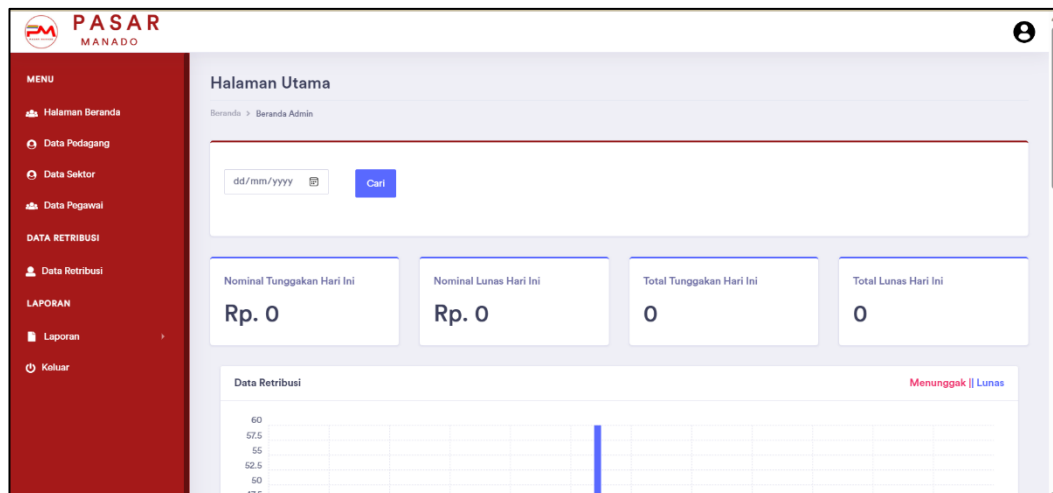 PASAR
MANADO
MENU
Halaman Beranda
Data Pedagang
Data Sektor
Data Pegawai
DATA RETRIBUSI
Data Retribusi
LAPORAN
Laporan
Keluar
Halaman Utama
Beranda > Beranda Admin
dd/mm/yyyy
Cari
Nominal Tunggakan Hari Ini
Rp. 0
Nominal Lunas Hari Ini
Rp. 0
Total Tunggakan Hari Ini
0
Total Lunas Hari Ini
0
Data Retribusi
Menunggak || Lunas
60
57.5
55
52.5
50